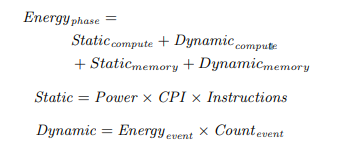 Energy_phase =
Static_compute + Dynamic_compute
+ Static_memory + Dynamic_memory
Static = Power × CPI × Instructions
Dynamic = Energy_event × Count_event